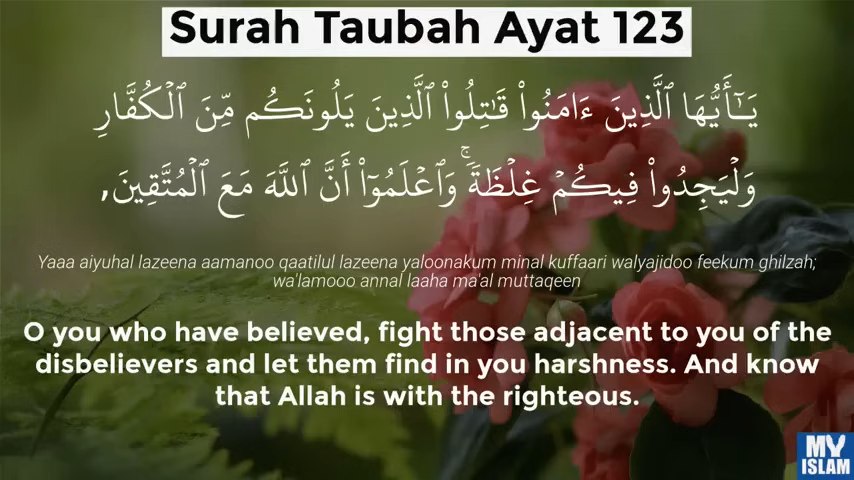 Surah Taubah Ayat 123
يَـٰٓأَيُّهَا ٱلَّذِينَ ءَامَنُوا۟ قَـٰتِلُوا۟ ٱلَّذِينَ يَلُونَكُم مِّنَ ٱلْكُفَّارِ
وَلْيَجِدُوا۟ فِيكُمْ غِلْظَةً ۚ وَٱعْلَمُوٓا۟ أَنَّ ٱللَّهَ مَعَ ٱلْمُتَّقِينَ,
Yaaa aiyuhal lazeena aamanoo qaatilul lazeena yaloonakum minal kuffaari walyajidoo feekum ghilzah;
wa'lamooo annal laaha ma'al muttaqeen
O you who have believed, fight those adjacent to you of the
disbelievers and let them find in you harshness. And know
that Allah is with the righteous.
MY
ISLAM